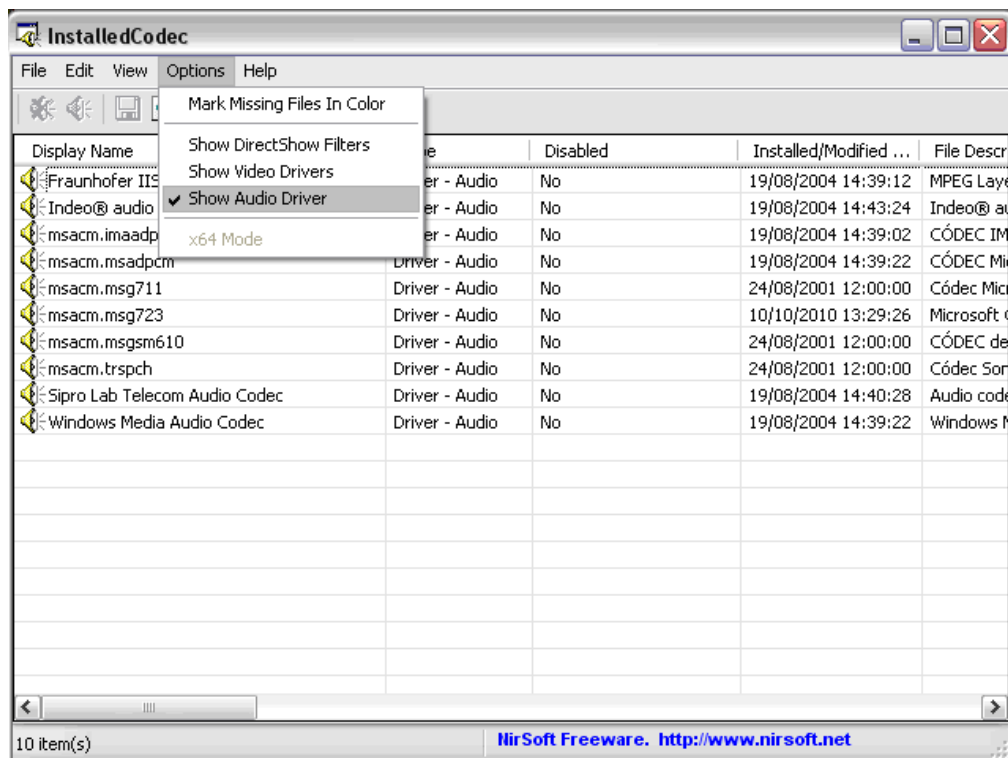 InstalledCodec
File Edit View Options Help
Mark Missing Files In Color
Show DirectShow Filters
Show Video Drivers
Show Audio Driver
x64 Mode
Display Name Disabled Installed/Modified ... File Descr
Fraunhofer IIS er - Audio No 19/08/2004 14:39:12 MPEG Laye
Indeo® audio er - Audio No 19/08/2004 14:43:24 Indeo® au
msacm.imaadp er - Audio No 19/08/2004 14:39:02 CÓDEC IM
msacm.msadpcm Driver - Audio No 19/08/2004 14:39:22 CÓDEC Mi
msacm.msg711 Driver - Audio No 24/08/2001 12:00:00 Códec Micr
msacm.msg723 Driver - Audio No 10/10/2010 13:29:26 Microsoft
msacm.msgsm610 Driver - Audio No 24/08/2001 12:00:00 CÓDEC de
msacm.trspch Driver - Audio No 24/08/2001 12:00:00 Códec Son
Sipro Lab Telecom Audio Codec Driver - Audio No 19/08/2004 14:40:28 Audio code
Windows Media Audio Codec Driver - Audio No 19/08/2004 14:39:22 Windows M
10 item(s) NirSoft Freeware. http://www.nirsoft.net